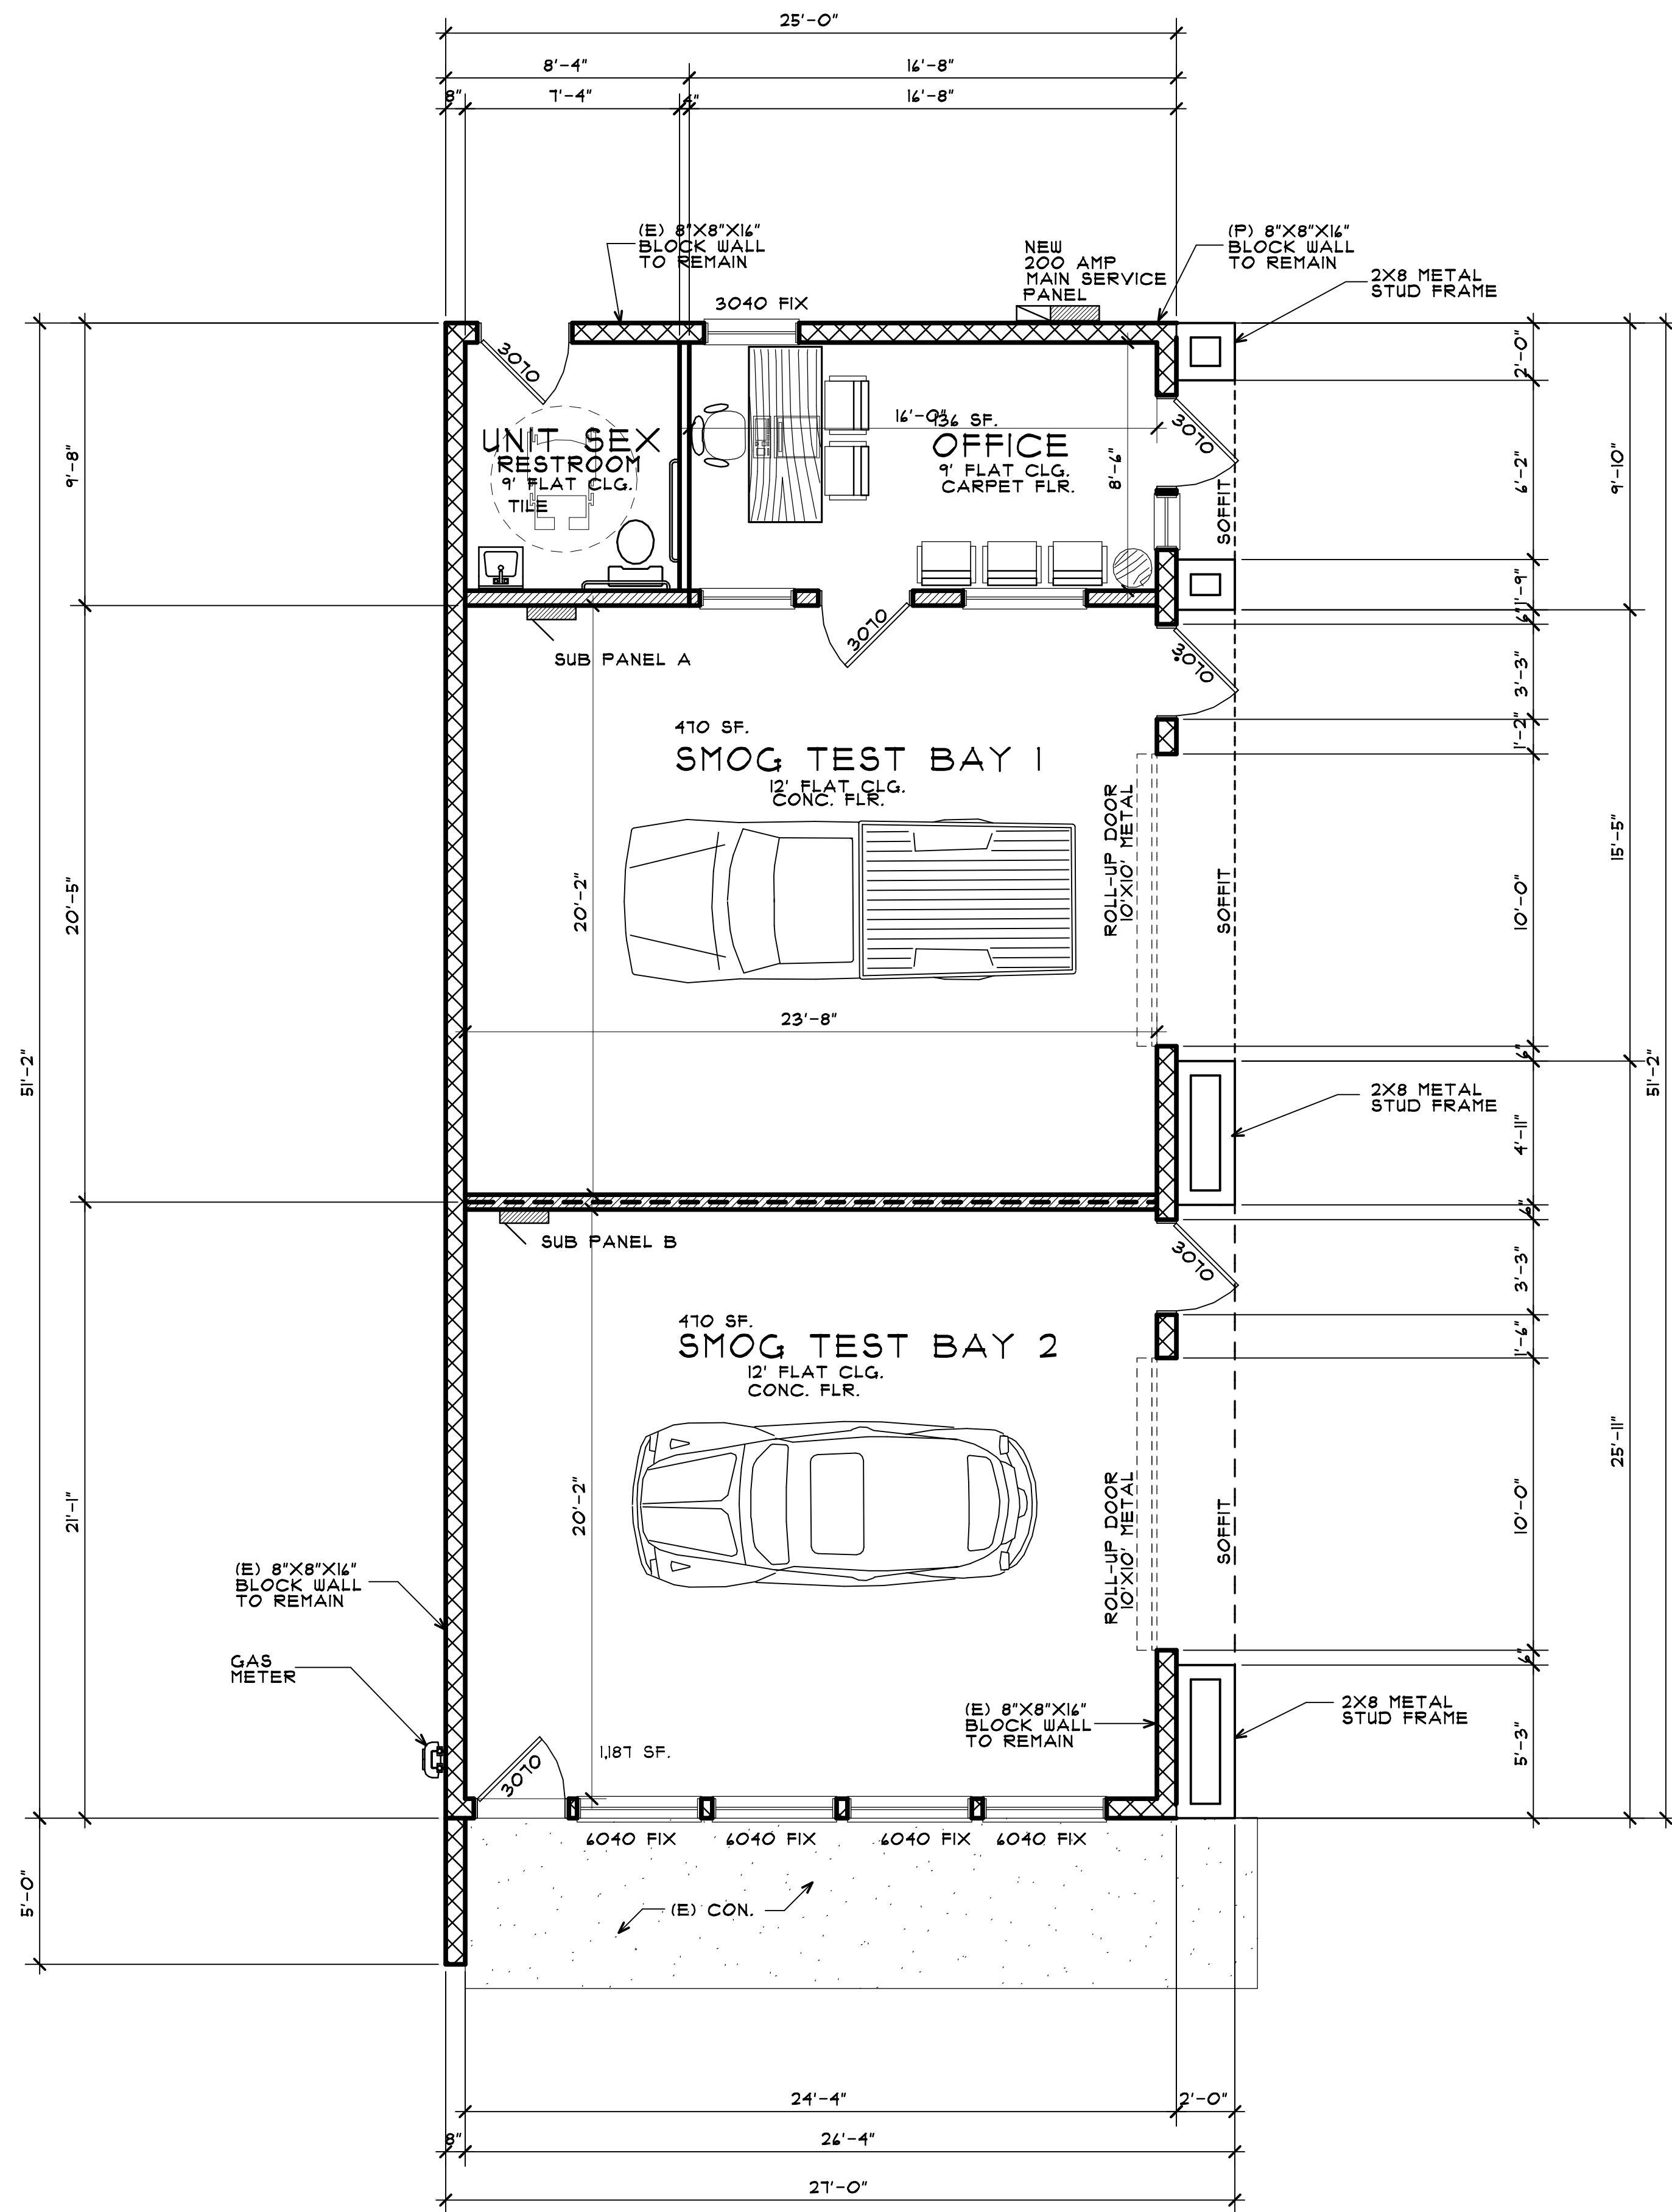 25'-0"
8'-4"
16'-8"
8"
7'-4"
4"
16'-8"
(E) 8"X8"X16"
BLOCK WALL
TO REMAIN
NEW
200 AMP
MAIN SERVICE
PANEL
(P) 8"X8"X16"
BLOCK WALL
TO REMAIN
2X8 METAL
STUD FRAME
3040 FIX
3070
UNIT SEX
RESTROOM
9' FLAT CLG.
TILE
16'-0"
136 SF.
OFFICE
9' FLAT CLG.
CARPET FLR.
8'-6"
3070
SOFFIT
2'-0"
6'-2"
9'-10"
1'-9"
6"
9'-8"
SUB PANEL A
3070
3070
3'-3"
1'-2"
470 SF.
SMOG TEST BAY 1
12' FLAT CLG.
CONC. FLR.
ROLL-UP DOOR
10'X10' METAL
SOFFIT
10'-0"
15'-5"
20'-5"
20'-2"
23'-8"
6"
51'-2"
51'-2"
2X8 METAL
STUD FRAME
4'-11"
6"
SUB PANEL B
3070
3'-3"
1'-6"
470 SF.
SMOG TEST BAY 2
12' FLAT CLG.
CONC. FLR.
ROLL-UP DOOR
10'X10' METAL
SOFFIT
10'-0"
25'-11"
21'-1"
20'-2"
6"
(E) 8"X8"X16"
BLOCK WALL
TO REMAIN
GAS
METER
(E) 8"X8"X16"
BLOCK WALL
TO REMAIN
2X8 METAL
STUD FRAME
5'-3"
3070
1,187 SF.
6040 FIX
6040 FIX
6040 FIX
6040 FIX
5'-0"
(E) CON.
24'-4"
2'-0"
8"
26'-4"
27'-0"